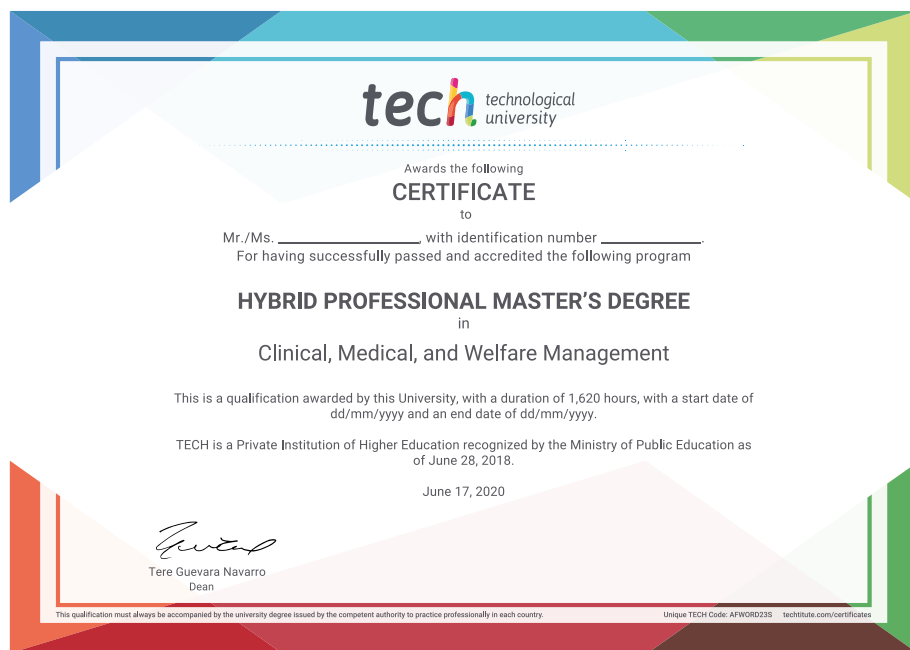 tech technological
university
Awards the following
CERTIFICATE
to
Mr./Ms. ________________, with identification number ____________.
For having successfully passed and accredited the following program
HYBRID PROFESSIONAL MASTER'S DEGREE
in
Clinical, Medical, and Welfare Management
This is a qualification awarded by this University, with a duration of 1,620 hours, with a start date of
dd/mm/yyyy and an end date of dd/mm/yyyy.
TECH is a Private Institution of Higher Education recognized by the Ministry of Public Education as
of June 28, 2018.
June 17, 2020
Tere Guevara Navarro
Dean
This qualification must always be accompanied by the university degree issued by the competent authority to practice professionally in each country. Unique TECH Code: AFWORD23S techtitute.com/certificates